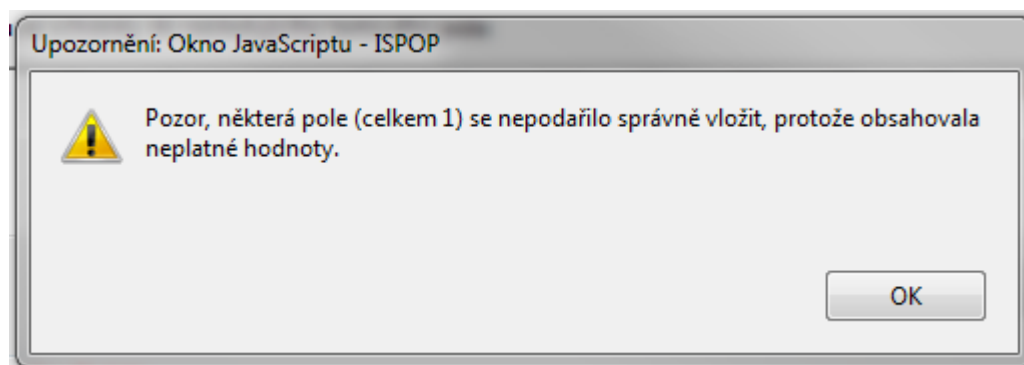 Upozornění: Okno JavaScriptu - ISPOP
Pozor, některá pole (celkem 1) se nepodařilo správně vložit, protože obsahovala
neplatné hodnoty.
OK